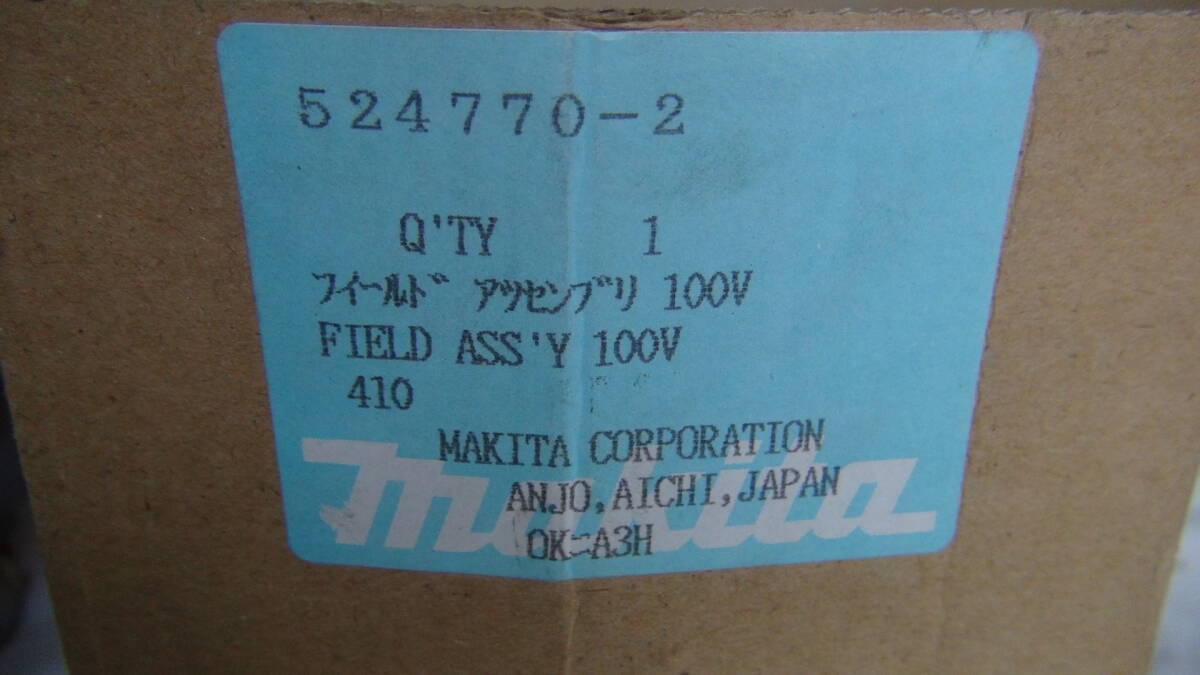 524770-2
Q'TY 1
フイールド アツセンブリ 100V
FIELD ASS'Y 100V
410
MAKITA CORPORATION
ANJO,AICHI,JAPAN
OK=A3H
makita